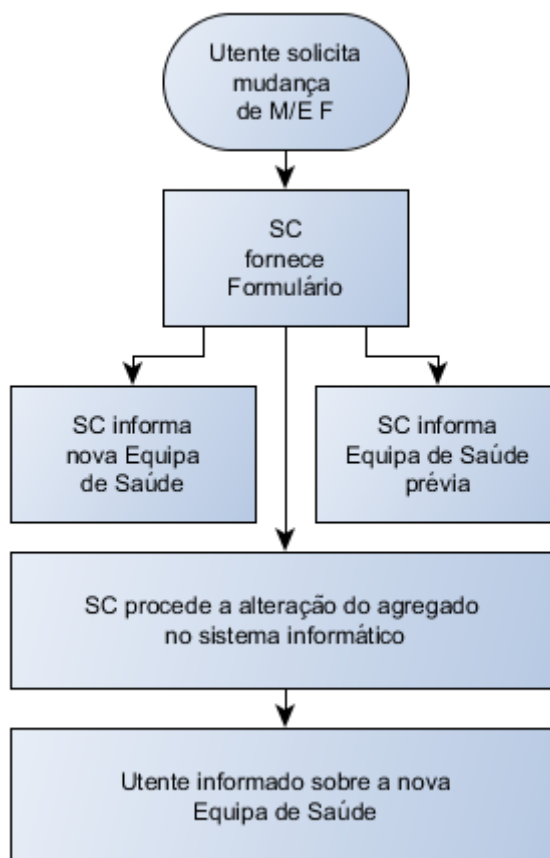 Utente solicita
mudança
de M/E F
SC
fornece
Formulário
SC informa
nova Equipa
de Saúde
SC informa
Equipa de Saúde
prévia
SC procede a alteração do agregado
no sistema informático
Utente informado sobre a nova
Equipa de Saúde